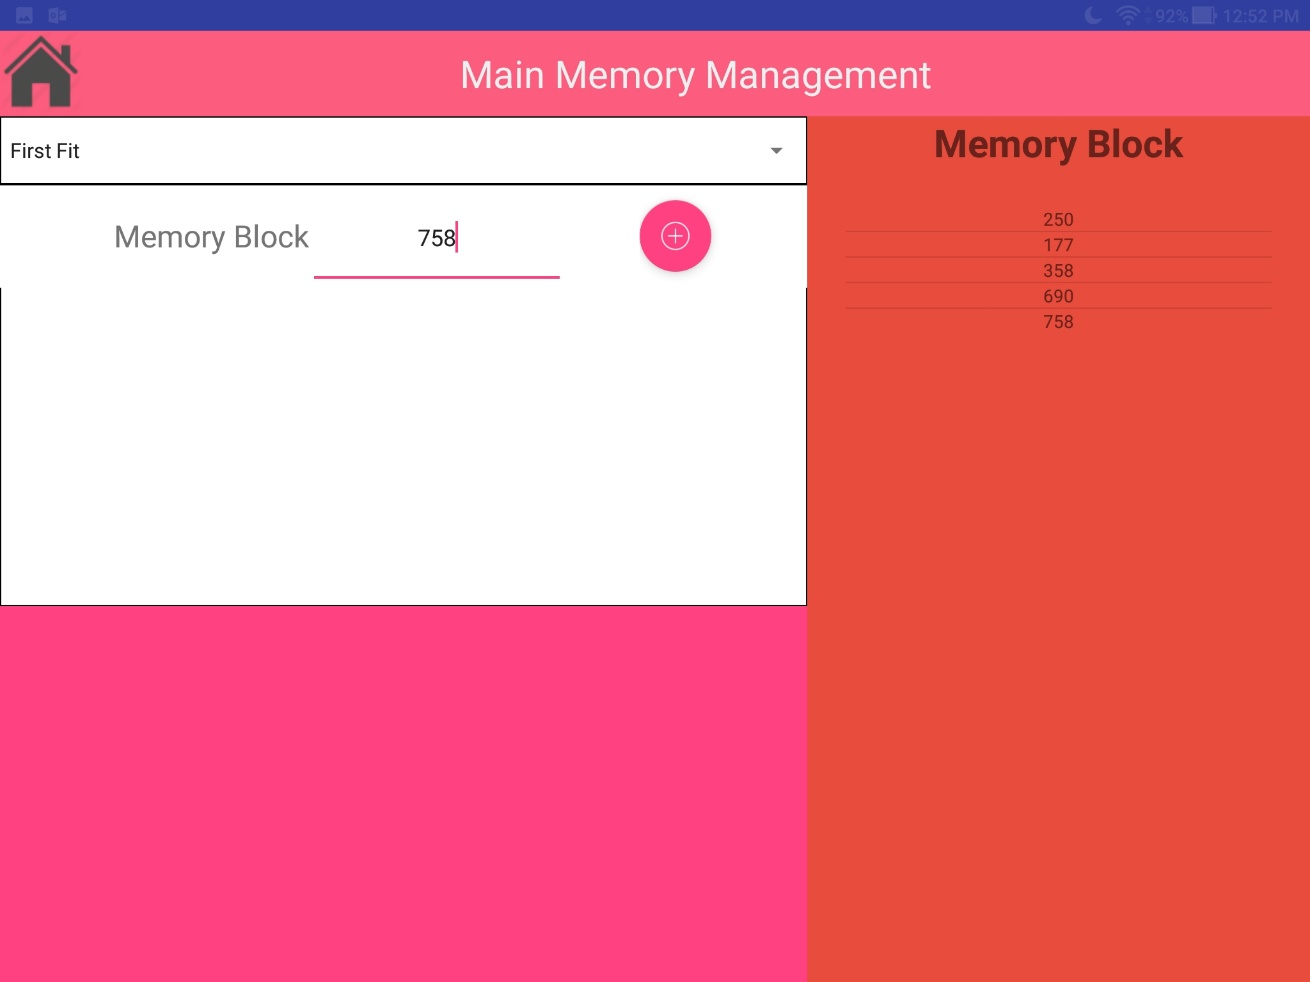 92% 12:52 PM
Main Memory Management
First Fit
Memory Block 758
Memory Block
250
177
358
690
758